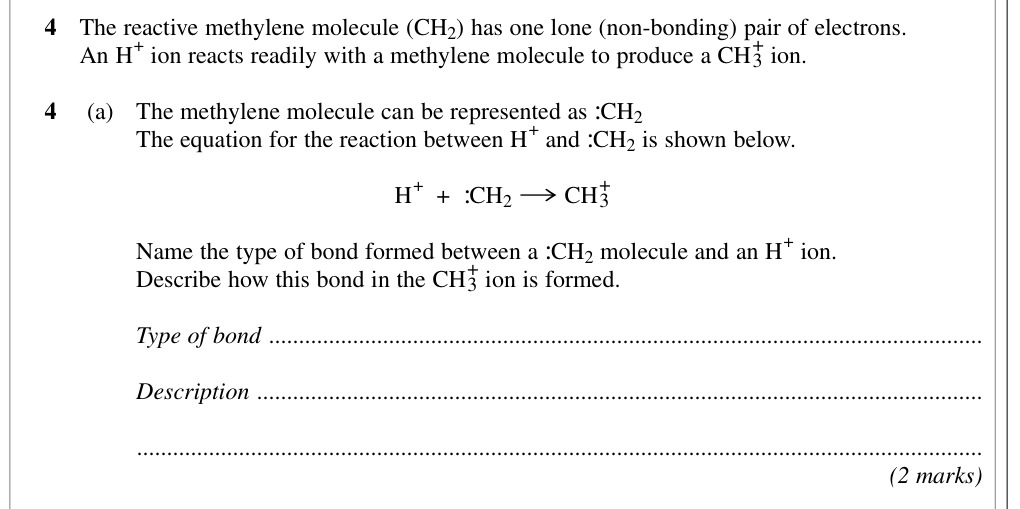 4 The reactive methylene molecule (CH₂) has one lone (non-bonding) pair of electrons.
An H⁺ ion reacts readily with a methylene molecule to produce a CH₃⁺ ion.
4 (a) The methylene molecule can be represented as :CH₂
The equation for the reaction between H⁺ and :CH₂ is shown below.
H⁺ + :CH₂ ⟶ CH₃⁺
Name the type of bond formed between a :CH₂ molecule and an H⁺ ion.
Describe how this bond in the CH₃⁺ ion is formed.
Type of bond ........................................................................................................................
Description ..........................................................................................................................
.............................................................................................................................................
(2 marks)